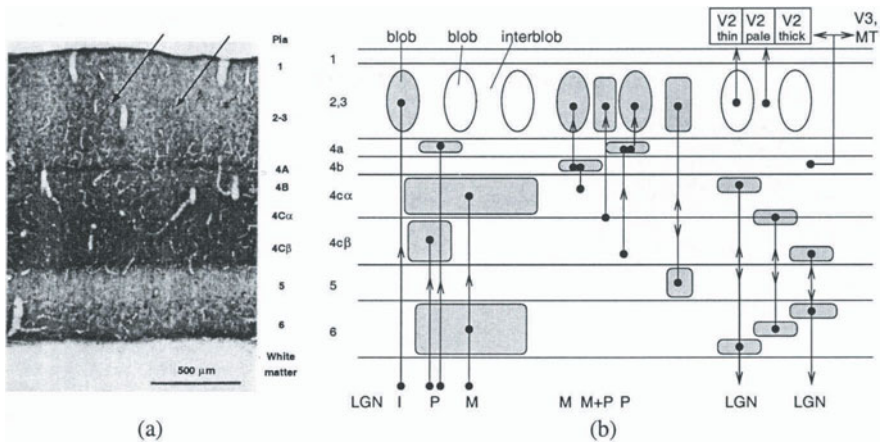 Pia
1
2-3
4A
4B
4Cα
4Cβ
5
6
White
matter
500 μm
(a)
V2 V2 V2 V3,
thin pale thick MT
blob blob interblob
1
2,3
4a
4b
4cα
4cβ
5
6
LGN I P M M M+P P LGN LGN
(b)